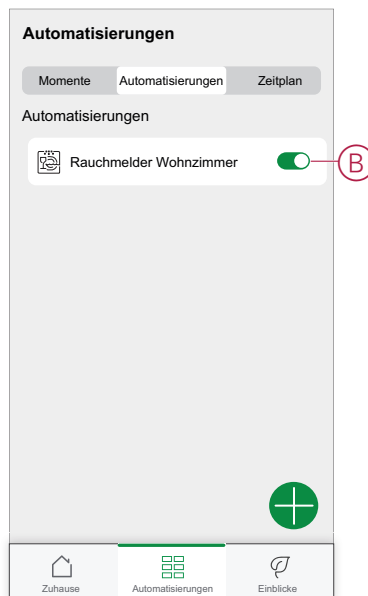 Automatisierungen
Momente Automatisierungen Zeitplan
Automatisierungen
Rauchmelder Wohnzimmer
B
Zuhause Automatisierungen Einblicke